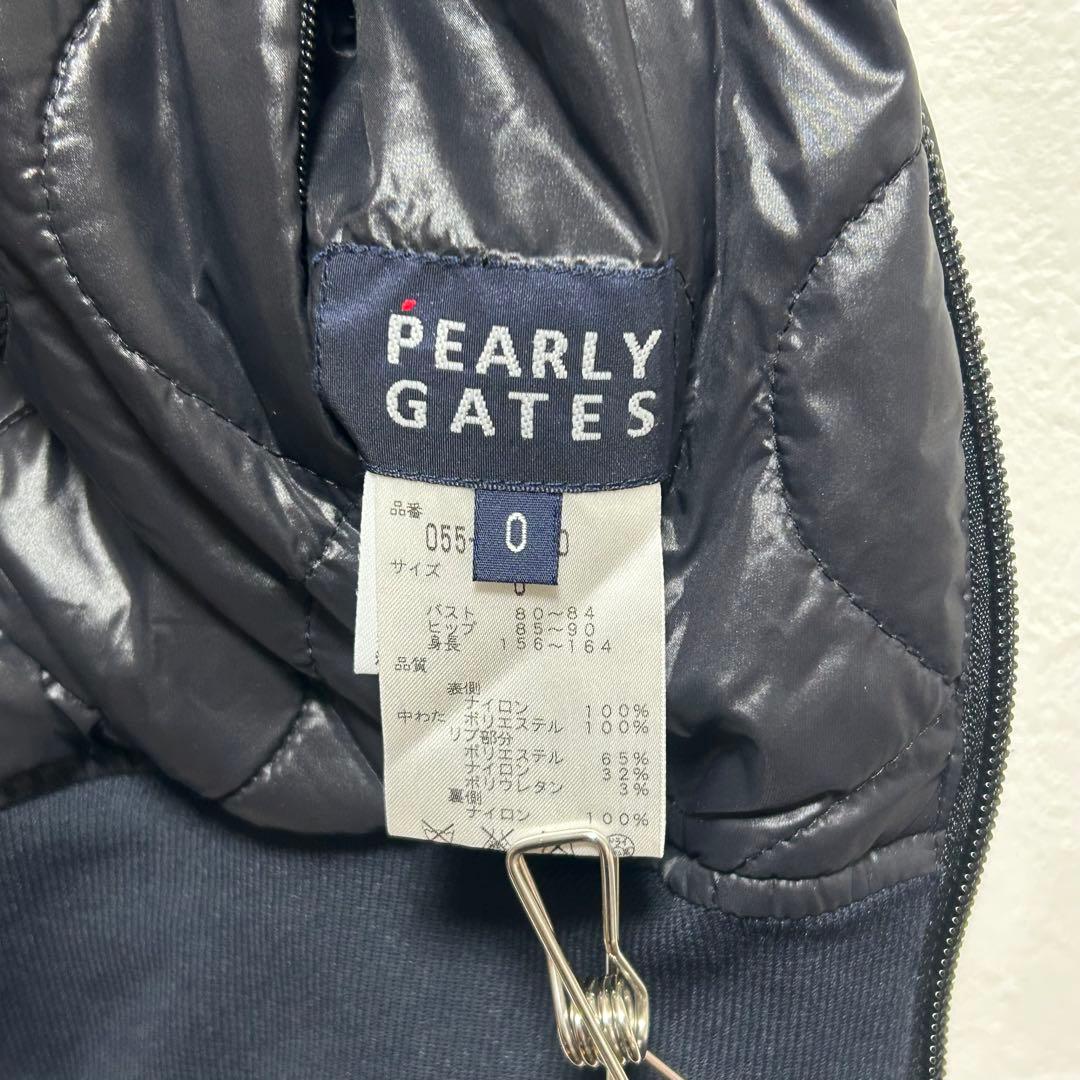 PEARLY
GATES
品番
055-
0
サイズ
バスト 80～84
ヒップ 85～90
身長 156～164
品質
表側
ナイロン 100%
中わた ポリエステル 100%
リブ部分
ポリエステル 65%
ナイロン 32%
ポリウレタン 3%
裏側
ナイロン 100%
ドライ